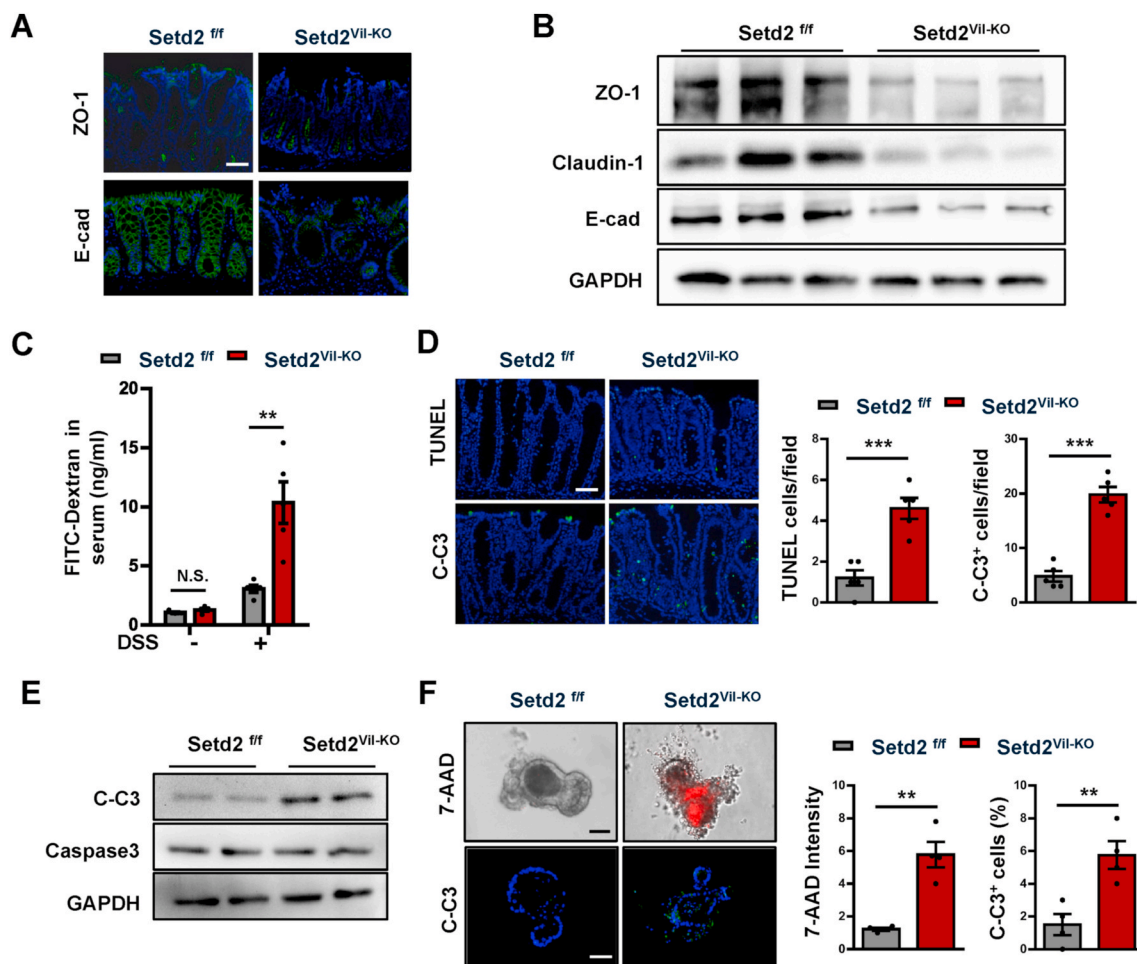 A
Setd2 f/f
Setd2Vil-KO
ZO-1
E-cad
B
Setd2 f/f
Setd2Vil-KO
ZO-1
Claudin-1
E-cad
GAPDH
C
Setd2 f/f
Setd2Vil-KO
FITC-Dextran in
serum (ng/ml)
20
15
10
5
0
N.S.
**
DSS
-
+
D
Setd2 f/f
Setd2Vil-KO
TUNEL
C-C3
Setd2 f/f
Setd2Vil-KO
TUNEL cells/field
8
6
4
2
0
***
C-C3+ cells/field
30
20
10
0
***
E
Setd2 f/f
Setd2Vil-KO
C-C3
Caspase3
GAPDH
F
Setd2 f/f
Setd2Vil-KO
7-AAD
C-C3
Setd2 f/f
Setd2Vil-KO
7-AAD Intensity
10
8
6
4
2
0
**
C-C3+ cells (%)
10
8
6
4
2
0
**